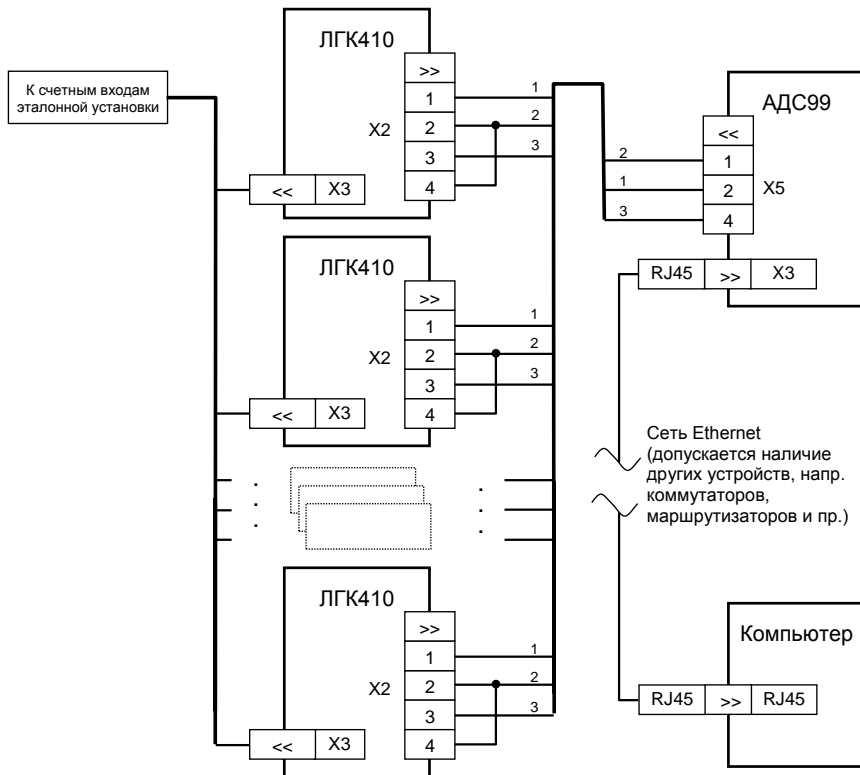 К счетным входам
эталонной установки
ЛГК410
>>
1
2
3
4
X2
<<
X3
1
2
3
ЛГК410
>>
1
2
3
4
X2
<<
X3
1
2
3
ЛГК410
>>
1
2
3
4
X2
<<
X3
1
2
3
АДС99
<<
1
2
4
X5
2
1
3
RJ45
>>
X3
Сеть Ethernet
(допускается наличие
других устройств, напр.
коммутаторов,
маршрутизаторов и пр.)
Компьютер
RJ45
>>
RJ45